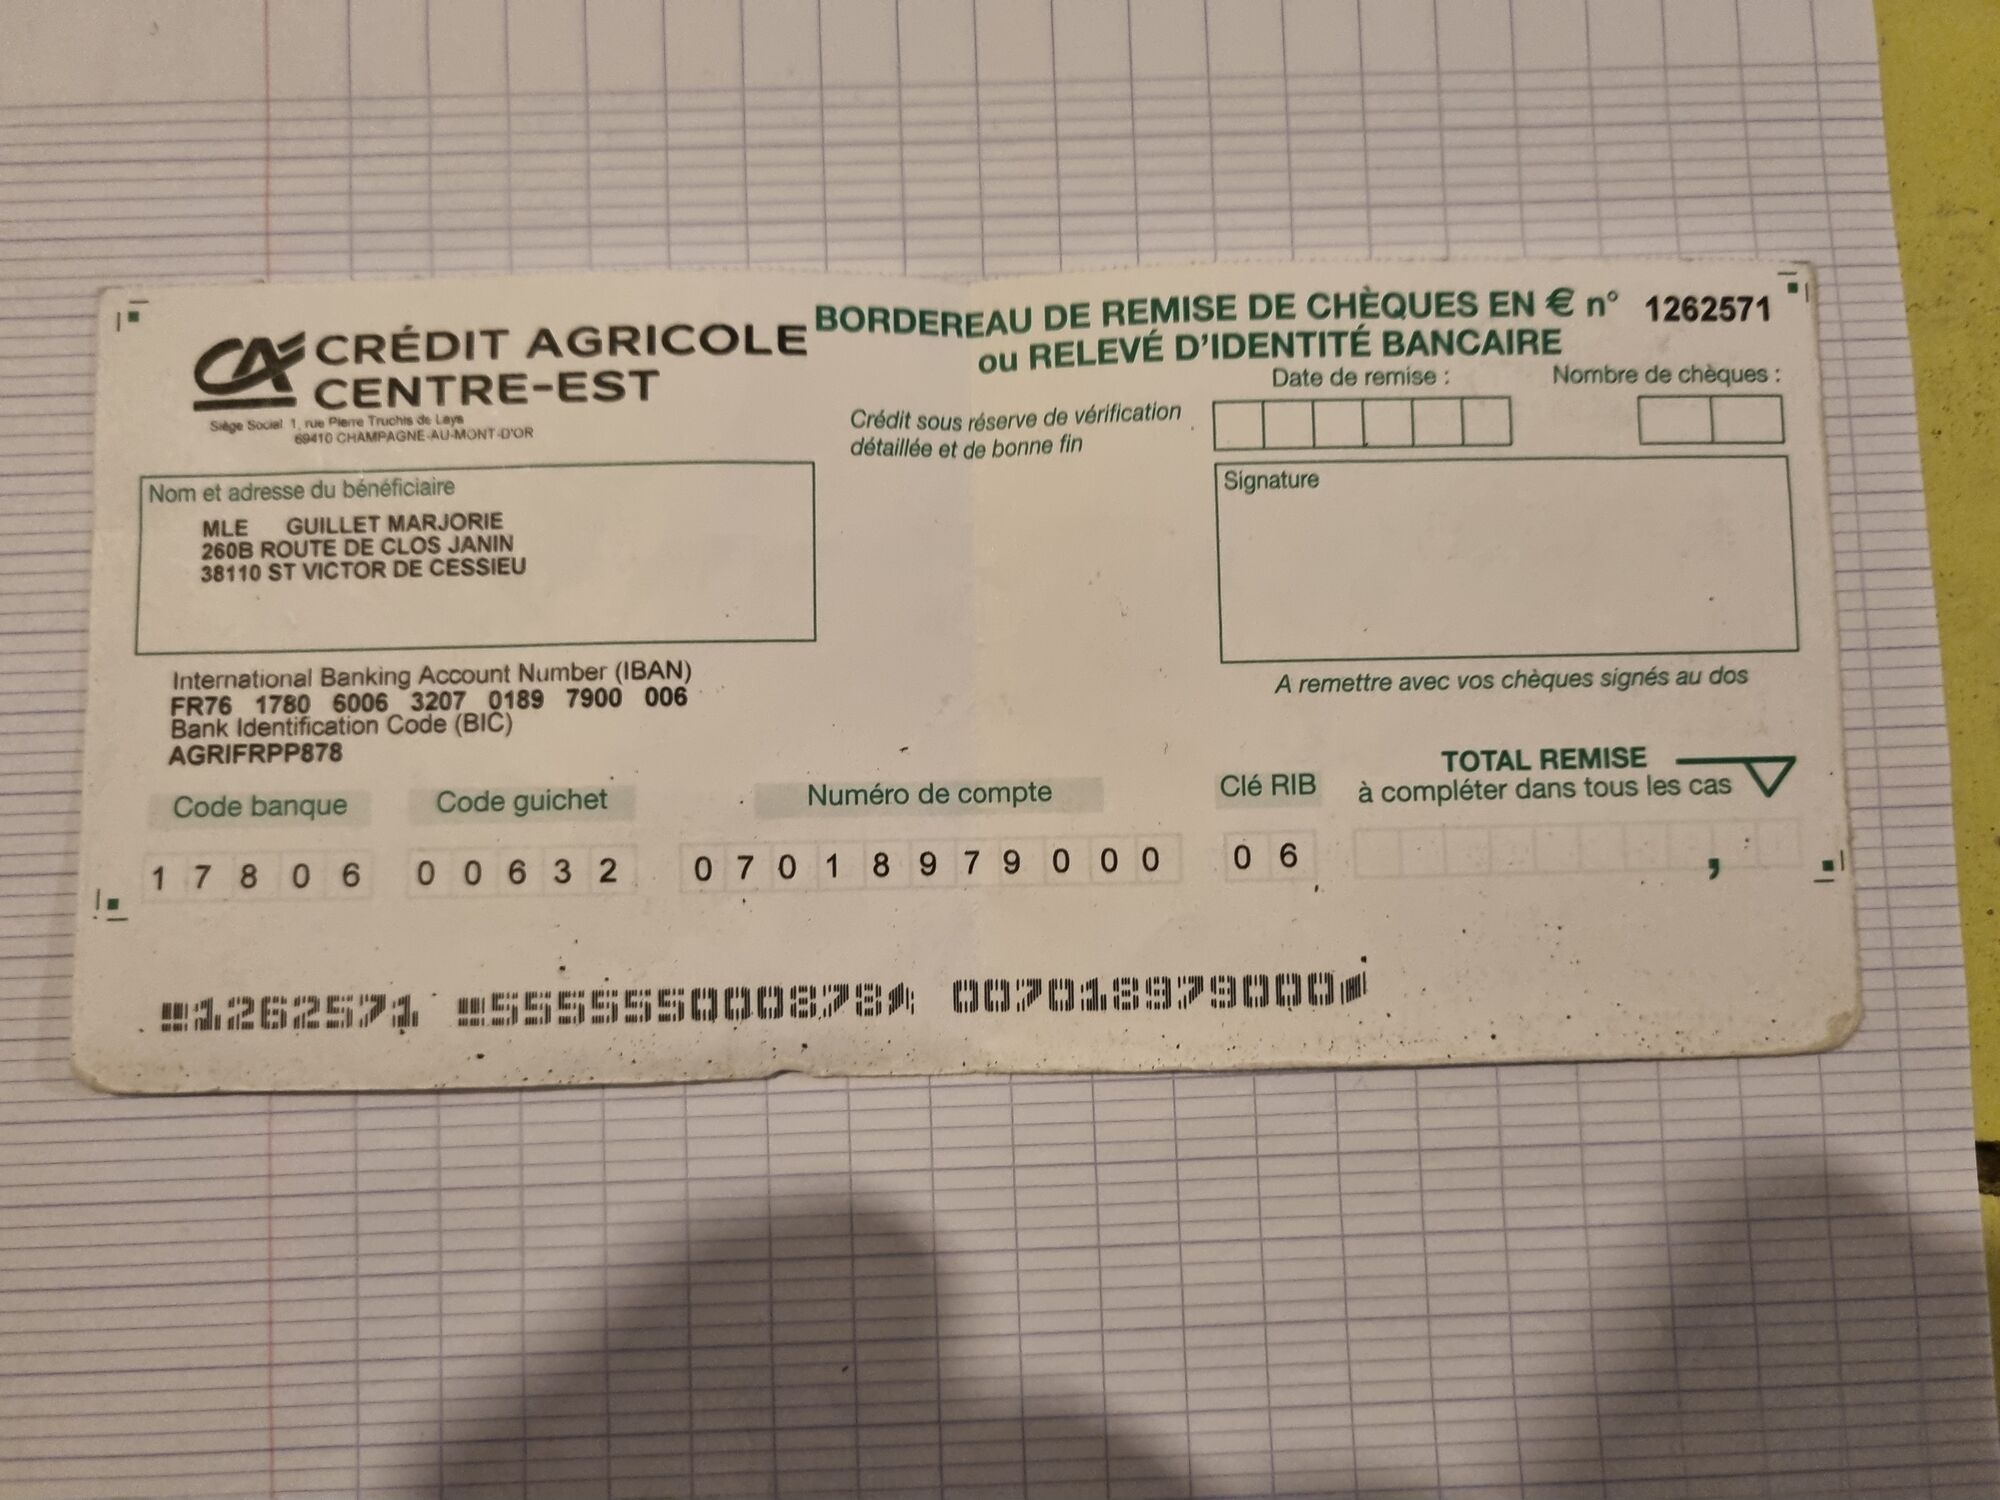 CRÉDIT AGRICOLE
CENTRE-EST
Siège Social 1, rue Pierre Truchis de Lays
69410 CHAMPAGNE-AU-MONT-D'OR
BORDEREAU DE REMISE DE CHÈQUES EN € n° 1262571
ou RELEVÉ D'IDENTITÉ BANCAIRE
Date de remise :
Nombre de chèques :
Crédit sous réserve de vérification
détaillée et de bonne fin
Nom et adresse du bénéficiaire
MLE GUILLET MARJORIE
260B ROUTE DE CLOS JANIN
38110 ST VICTOR DE CESSIEU
Signature
International Banking Account Number (IBAN)
FR76 1780 6006 3207 0189 7900 006
Bank Identification Code (BIC)
AGRIFRPP878
A remettre avec vos chèques signés au dos
TOTAL REMISE
à compléter dans tous les cas
Code banque Code guichet Numéro de compte Clé RIB
17806 00632 07018979000 06 ,
1262571 555555000878 007018979000